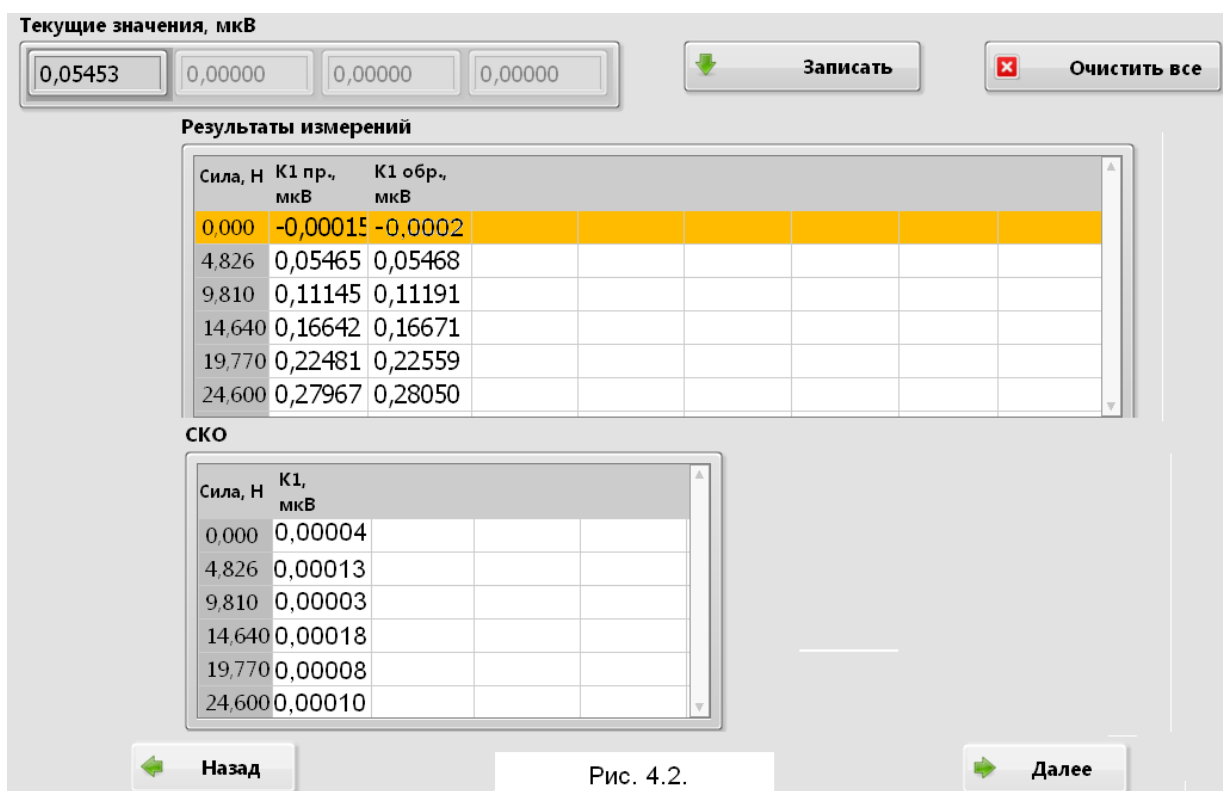 Текущие значения, мкВ
0,05453 0,00000 0,00000 0,00000 Записать Очистить все
Результаты измерений
Сила, Н К1 пр., мкВ К1 обр., мкВ
0,000 -0,00015 -0,0002
4,826 0,05465 0,05468
9,810 0,11145 0,11191
14,640 0,16642 0,16671
19,770 0,22481 0,22559
24,600 0,27967 0,28050
СКО
Сила, Н К1, мкВ
0,000 0,00004
4,826 0,00013
9,810 0,00003
14,640 0,00018
19,770 0,00008
24,600 0,00010
Назад Рис. 4.2. Далее